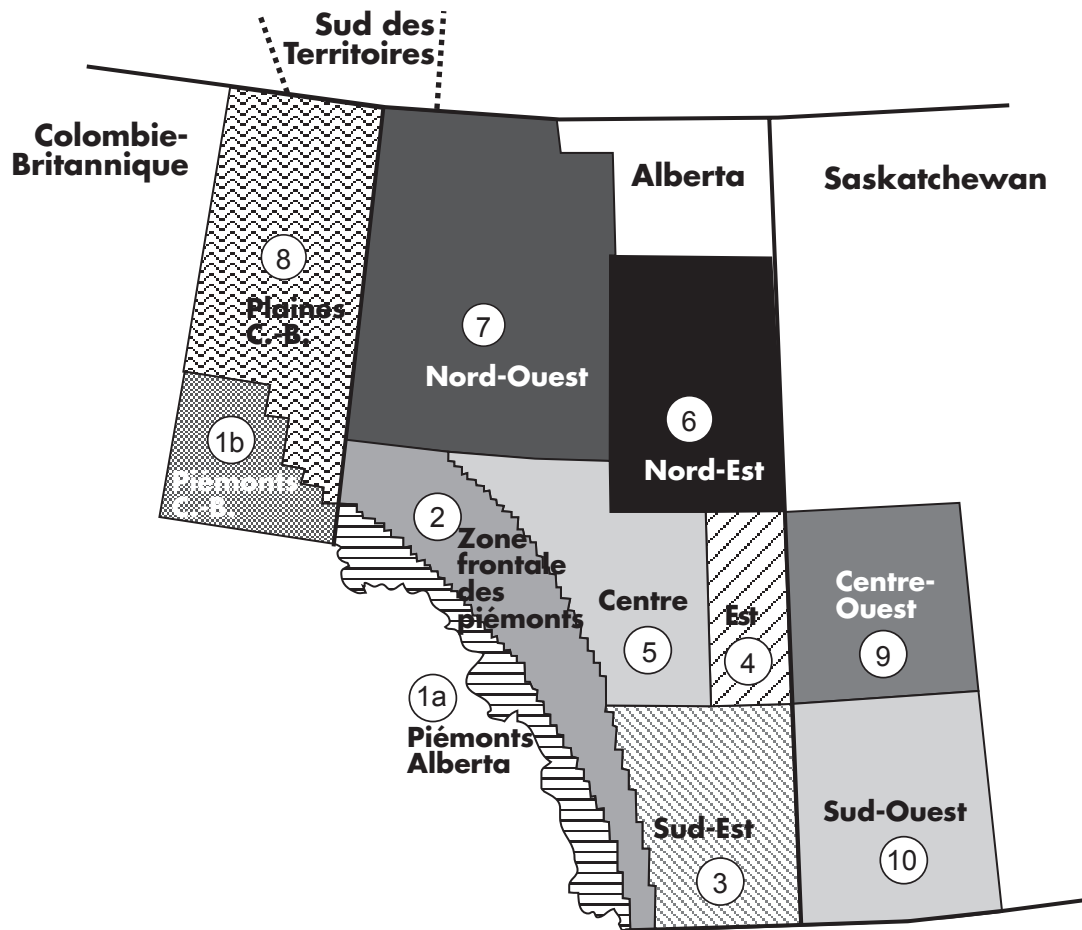 Sud des
Territoires
Colombie-
Britannique
Alberta
Saskatchewan
8
Plaines
C.-B.
7
Nord-Ouest
1b
Piémonts
C.-B.
6
Nord-Est
2
Zone
frontale
des
piémonts
Centre
5
Est
4
Centre-
Ouest
9
1a
Piémonts
Alberta
Sud-Est
3
Sud-Ouest
10